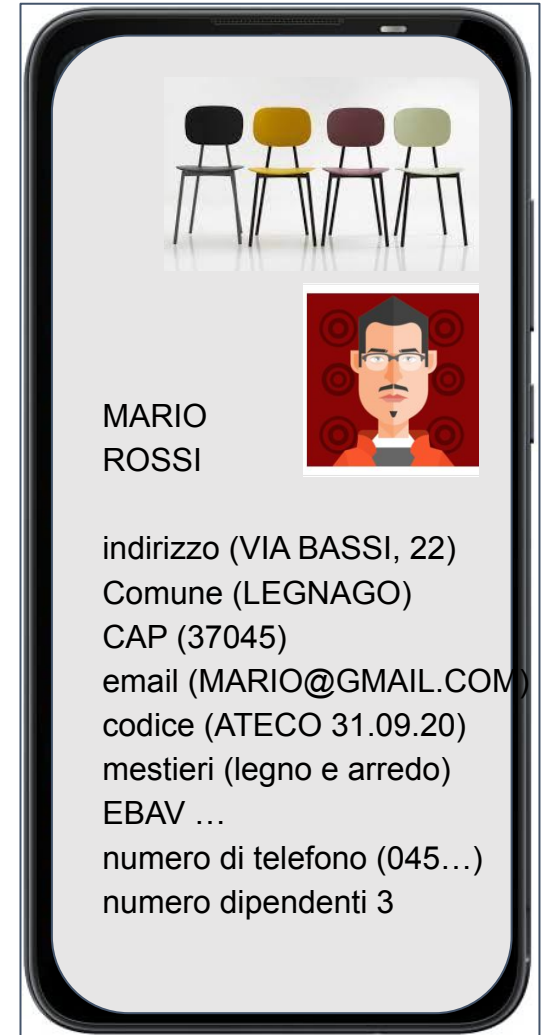 MARIO
ROSSI
indirizzo (VIA BASSI, 22)
Comune (LEGNAGO)
CAP (37045)
email (MARIO@GMAIL.COM)
codice (ATECO 31.09.20)
mestieri (legno e arredo)
EBAV …
numero di telefono (045…)
numero dipendenti 3